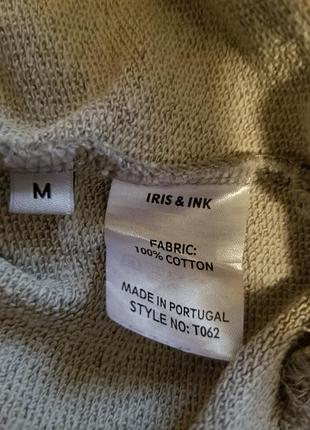 M
IRIS & INK
FABRIC:
100% COTTON
MADE IN PORTUGAL
STYLE NO: T062